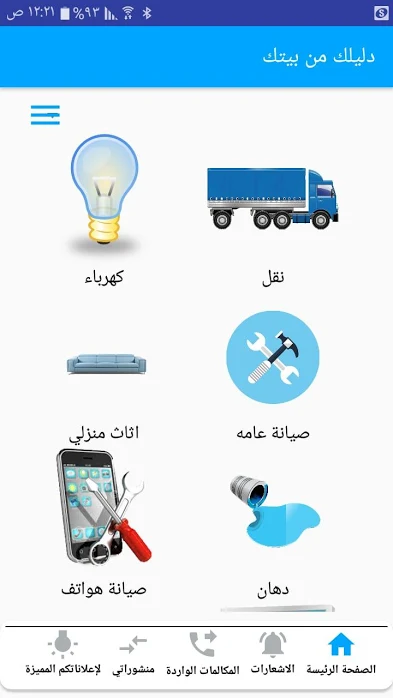 ١٢:٢١ ص ٩٣%
دليلك من بيتك
نقل
كهرباء
صيانة عامه
اثاث منزلي
دهان
صيانة هواتف
الصفحة الرئيسة
الاشعارات
المكالمات الواردة
منشوراتي
لإعلاناتكم المميزة